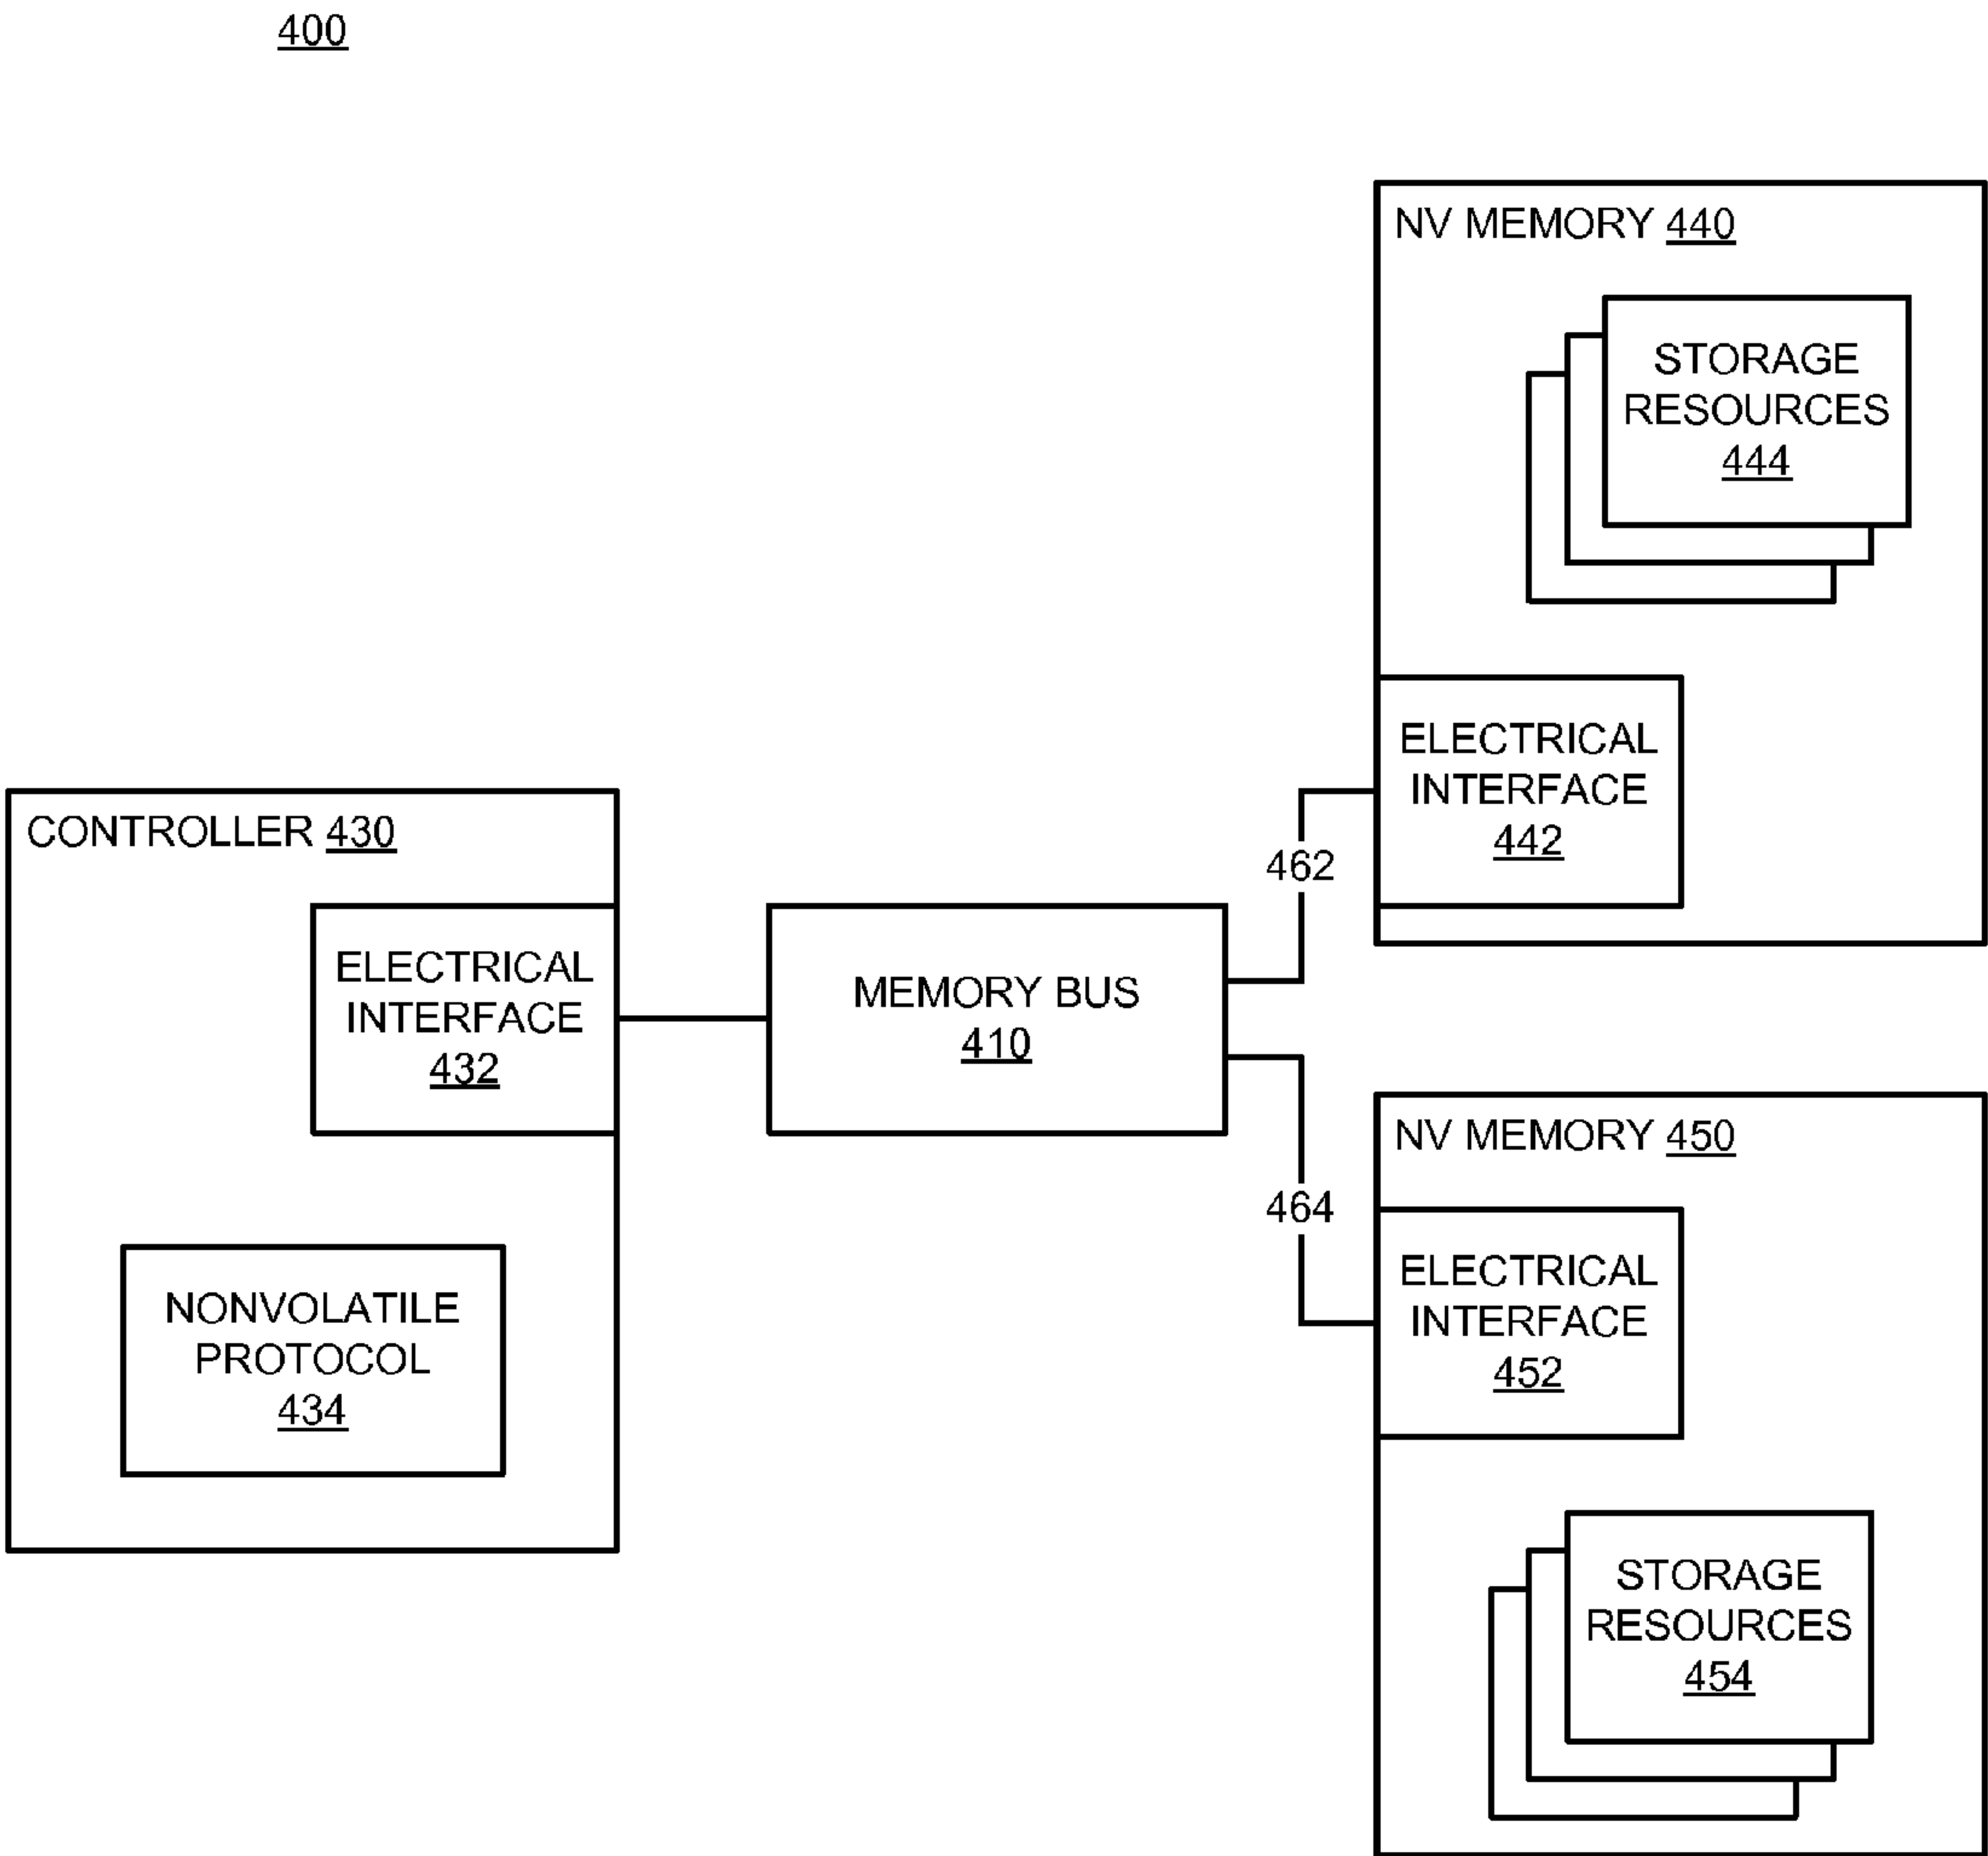 400
NV MEMORY 440
STORAGE
RESOURCES
444
ELECTRICAL
INTERFACE
442
CONTROLLER 430
ELECTRICAL
INTERFACE
432
NONVOLATILE
PROTOCOL
434
MEMORY BUS
410
462
464
NV MEMORY 450
ELECTRICAL
INTERFACE
452
STORAGE
RESOURCES
454